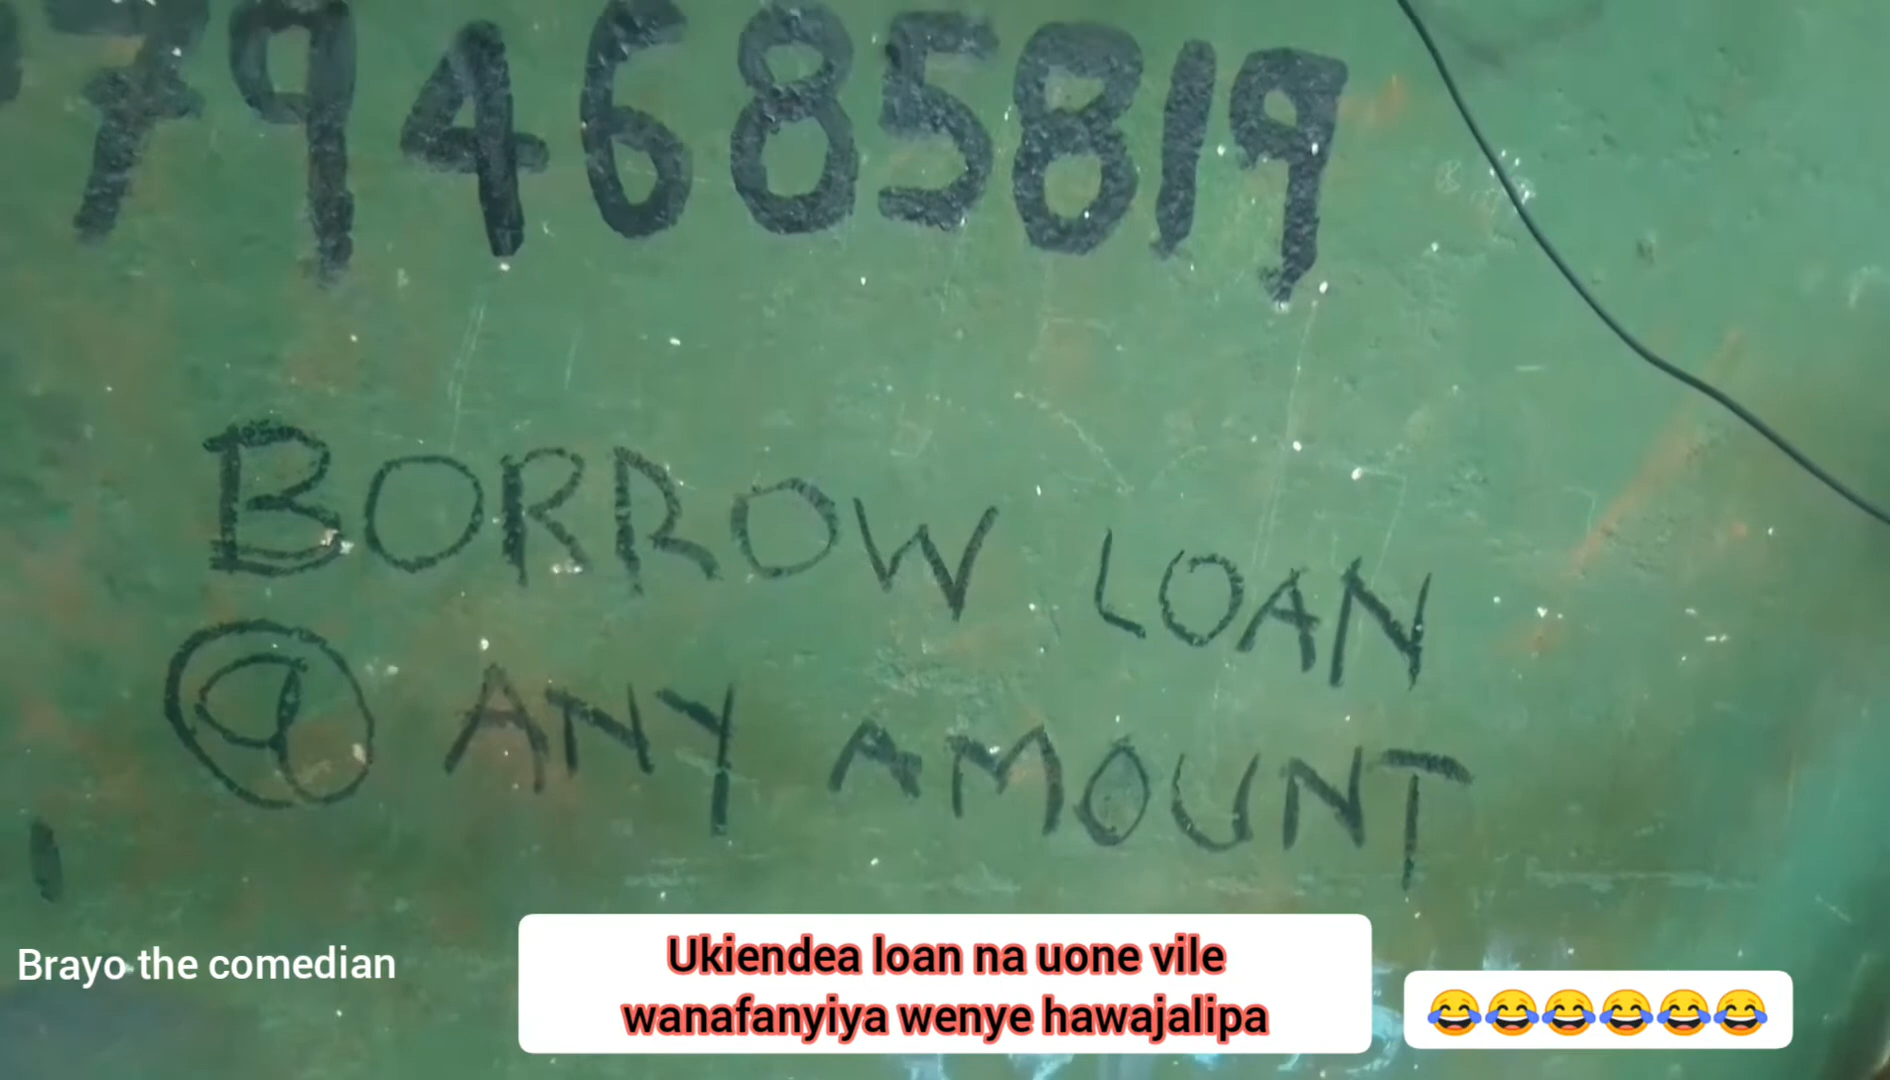 794685819
BORROW LOAN
@ ANY AMOUNT
Brayo the comedian
Ukiendea loan na uone vile
wanafanyiya wenye hawajalipa
😂😂😂😂😂😂